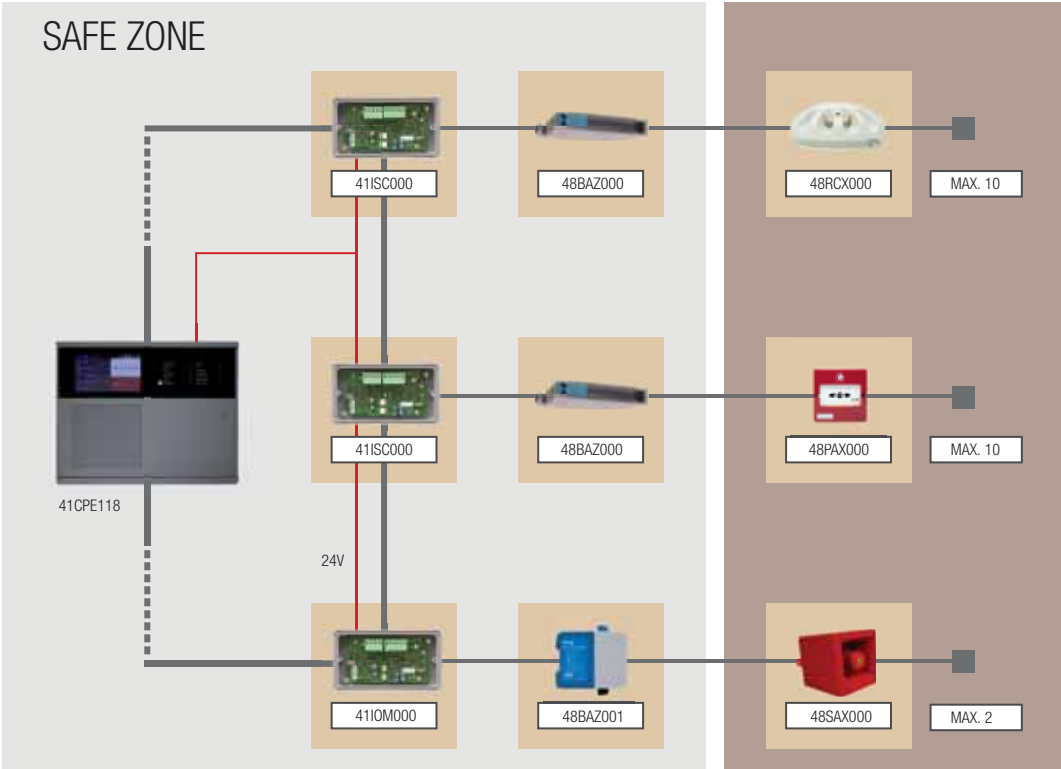 SAFE ZONE
41ISC000
48BAZ000
48RCX000
MAX. 10
41ISC000
48BAZ000
48PAX000
MAX. 10
41CPE118
24V
41IOM000
48BAZ001
48SAX000
MAX. 2